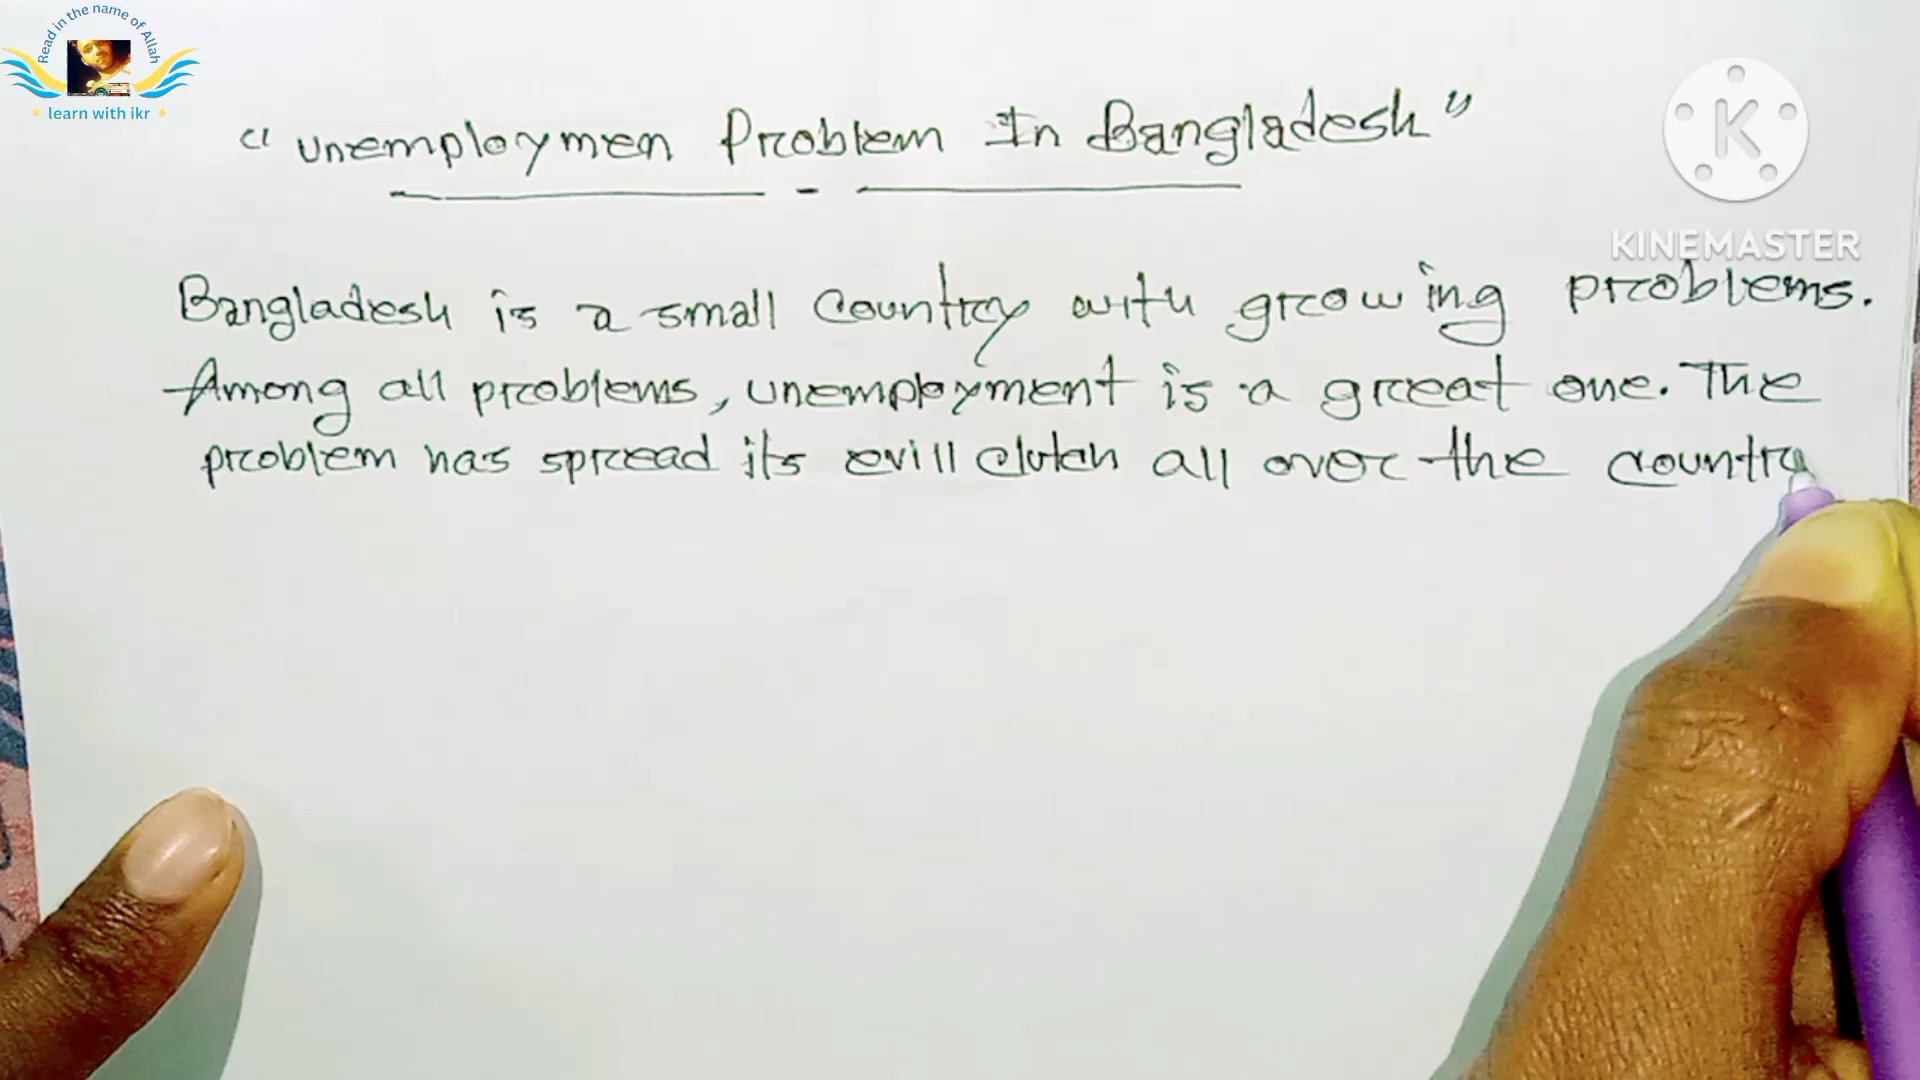 Read in the name of Allah
learn with ikr
"Unemploymen Problem In Bangladesh"
KINEMASTER
Bangladesh is a small Country with growing problems.
Among all problems, unemployment is a great one. The
problem has spread its evill clutch all over the country